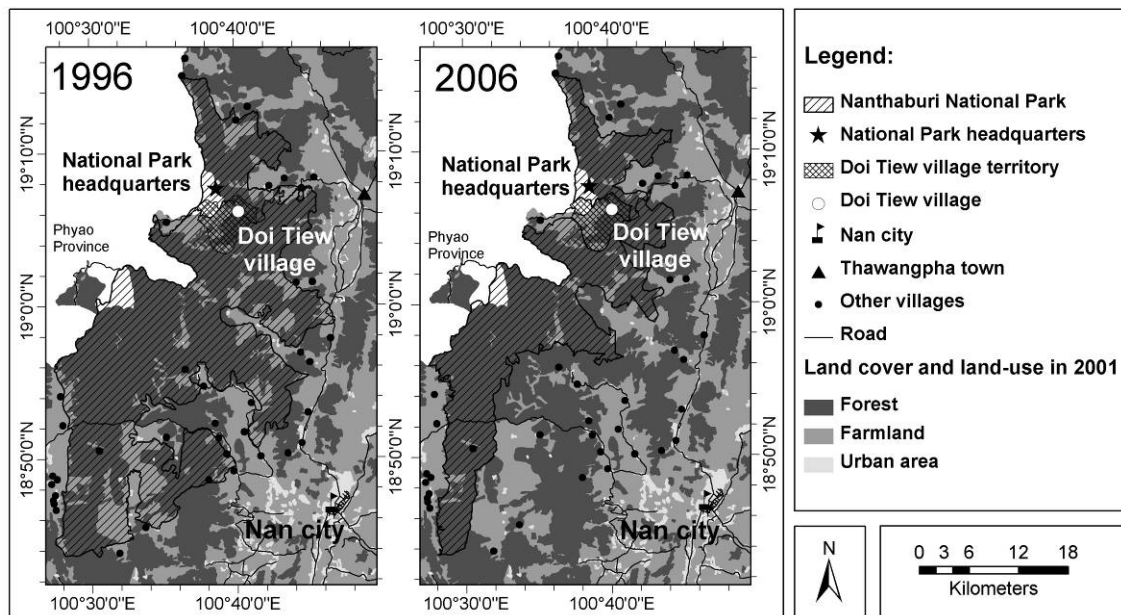 100°30'0"E
100°40'0"E
100°30'0"E
100°40'0"E
1996
2006
19°10'0"N
19°0'0"N
18°50'0"N
19°10'0"N
19°0'0"N
18°50'0"N
National Park
headquarters
National Park
headquarters
Phyao
Province
Phyao
Province
Doi Tiew
village
Doi Tiew
village
Nan city
Nan city
100°30'0"E
100°40'0"E
100°30'0"E
100°40'0"E
Legend:
Nanthaburi National Park
National Park headquarters
Doi Tiew village territory
Doi Tiew village
Nan city
Thawangpha town
Other villages
Road
Land cover and land-use in 2001
Forest
Farmland
Urban area
N
0 3 6 12 18
Kilometers